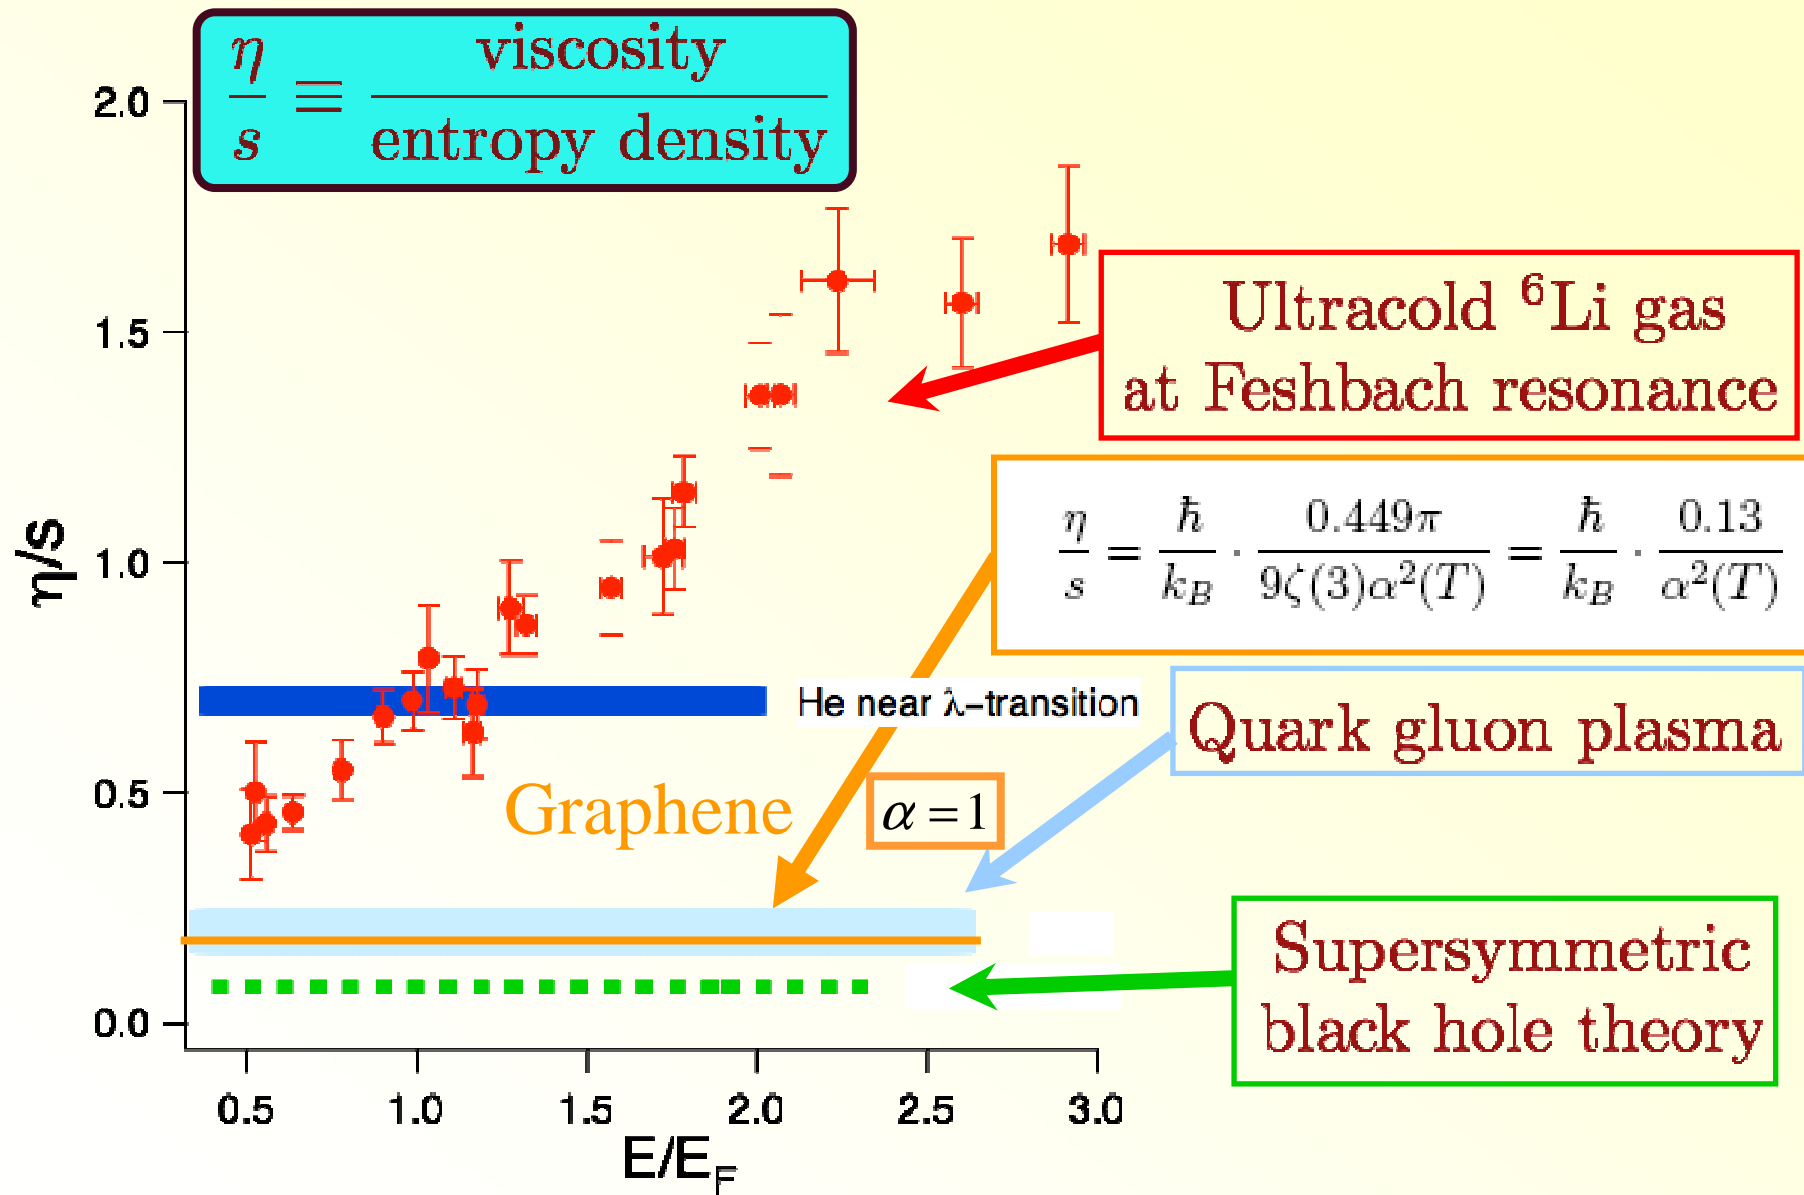 η/s ≡ viscosity/entropy density
2.0
1.5
1.0
0.5
0.0
η/s
Ultracold ⁶Li gas
at Feshbach resonance
η/s = ħ/k_B · 0.449π/9ζ(3)α²(T) = ħ/k_B · 0.13/α²(T)
He near λ–transition
Quark gluon plasma
Graphene
α = 1
Supersymmetric
black hole theory
0.5 1.0 1.5 2.0 2.5 3.0
E/E_F